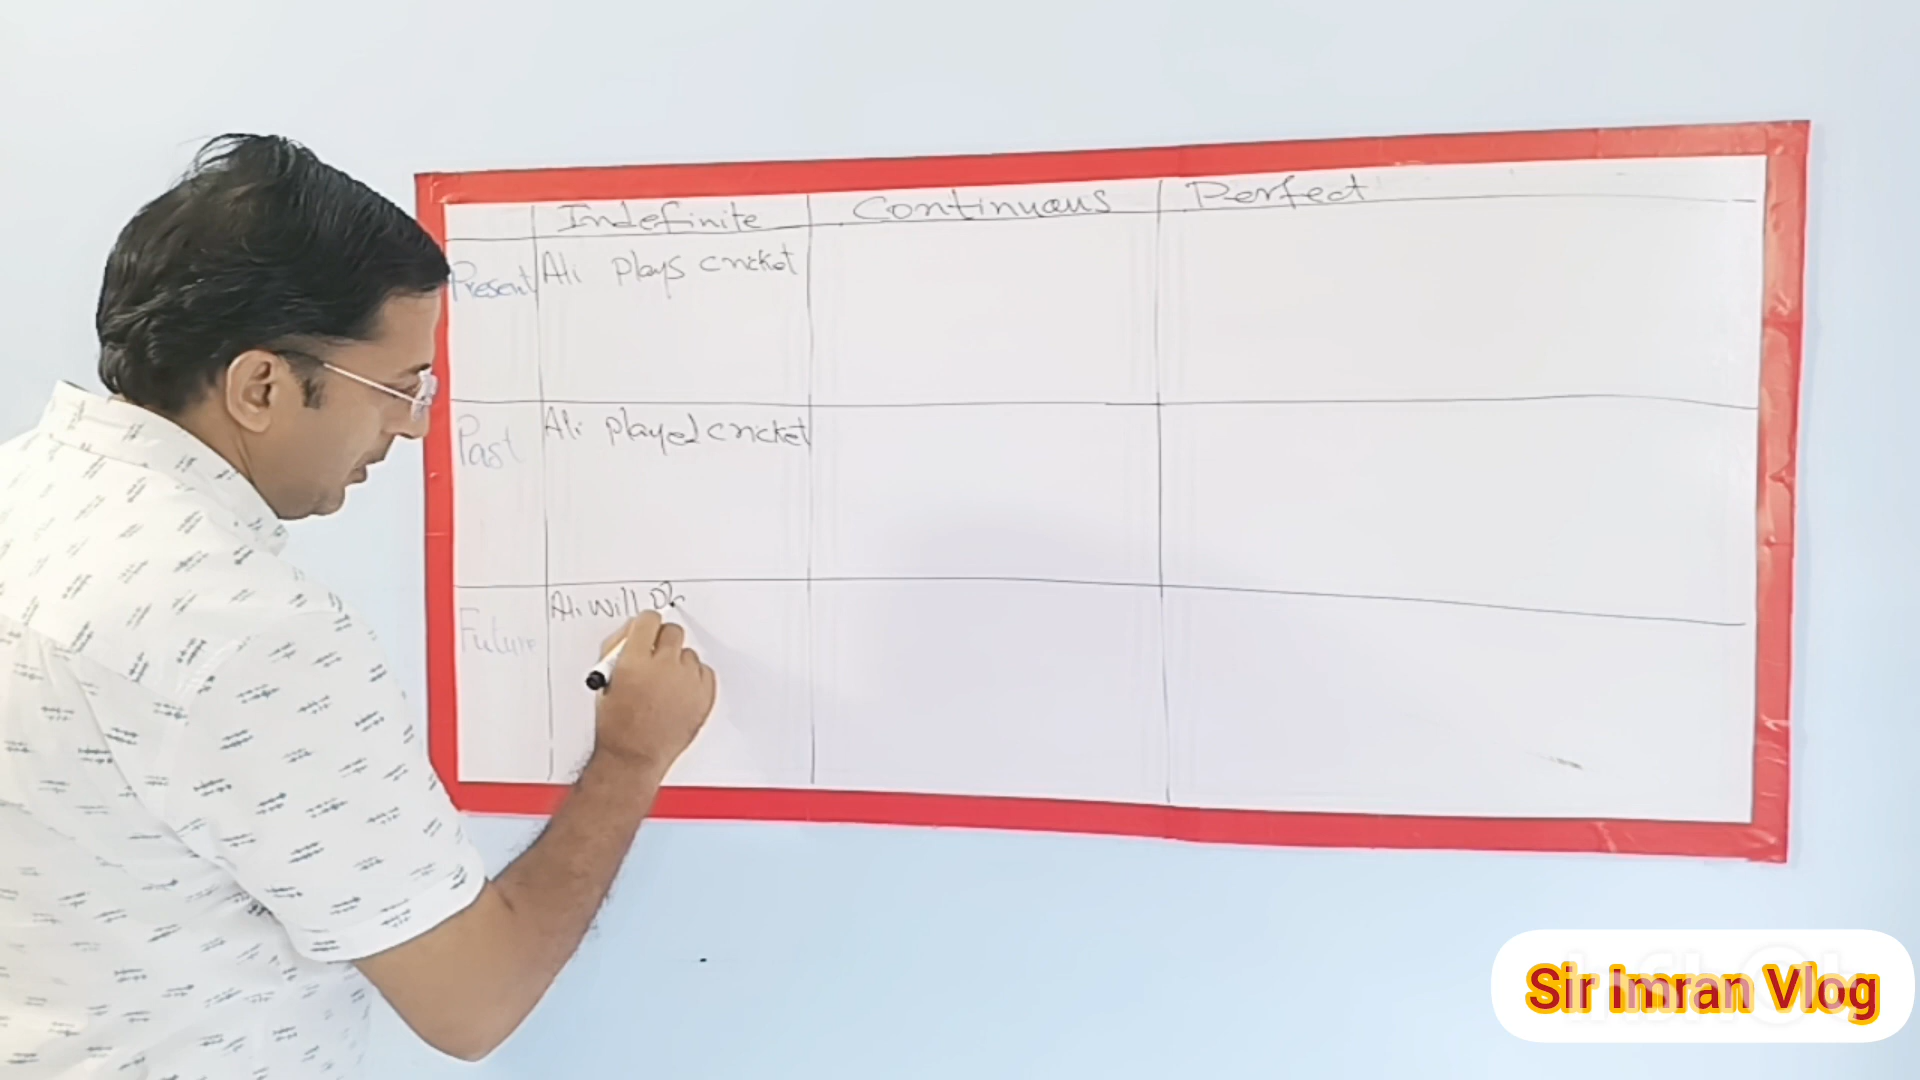 Indefinite Continuous Perfect
Present Ali plays cricket
Past Ali played cricket
Future Ali will
Sir Imran Vlog